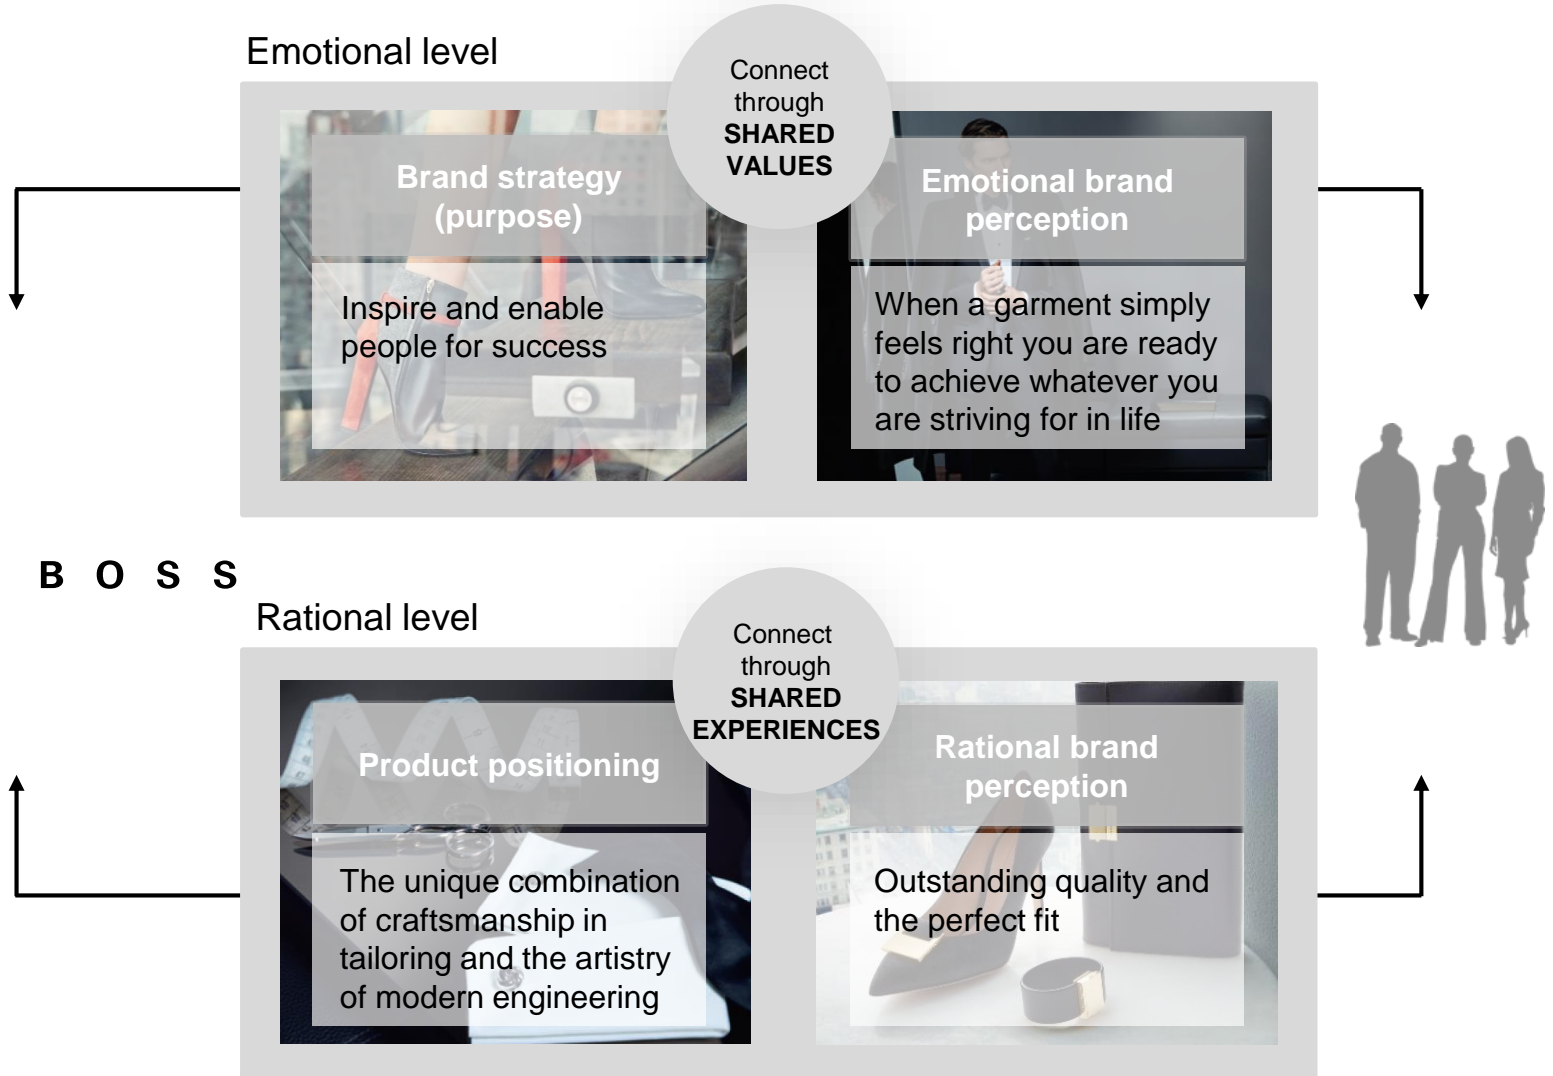 Emotional level
Connect
through
SHARED
VALUES
Brand strategy
(purpose)
Inspire and enable
people for success
Emotional brand
perception
When a garment simply
feels right you are ready
to achieve whatever you
are striving for in life
B O S S
Rational level
Connect
through
SHARED
EXPERIENCES
Product positioning
The unique combination
of craftsmanship in
tailoring and the artistry
of modern engineering
Rational brand
perception
Outstanding quality and
the perfect fit